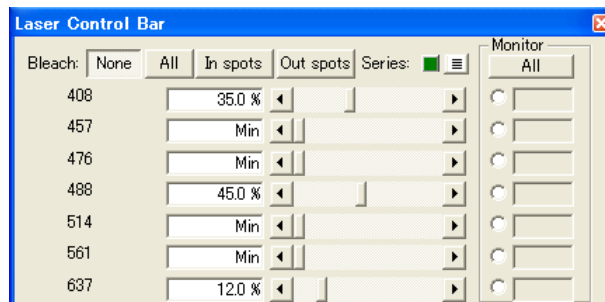 Laser Control Bar
Monitor
Bleach: None All In spots Out spots Series: All
408 35.0 %
457 Min
476 Min
488 45.0 %
514 Min
561 Min
637 12.0 %